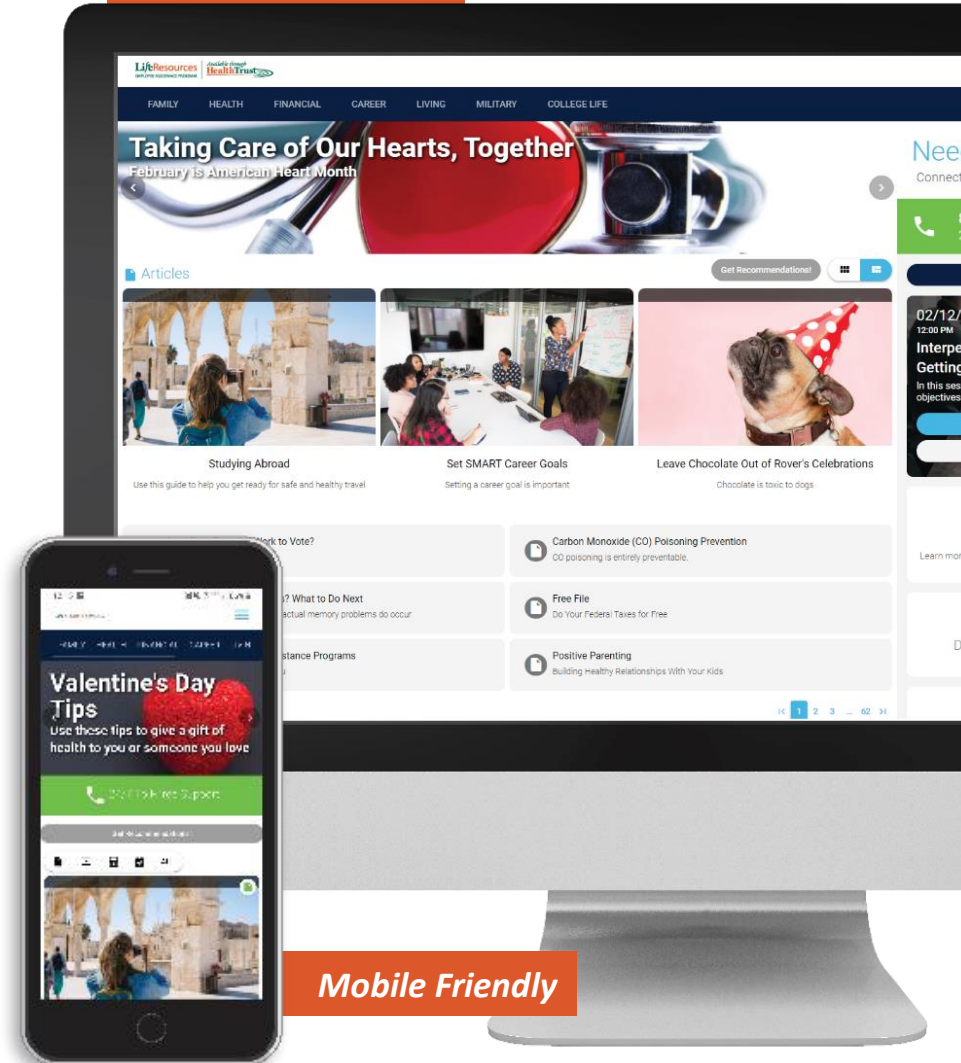 LifeResources
EMPLOYEE ASSISTANCE PROGRAM
Available through
HealthTrust
FAMILY HEALTH FINANCIAL CAREER LIVING MILITARY COLLEGE LIFE
Taking Care of Our Hearts, Together
February is American Heart Month
Connect
Articles
Get Recommendations!
02/12/
12:00 PM
Interpe
Getting
In this ses
objectives
Studying Abroad
Use this guide to help you get ready for safe and healthy travel
Set SMART Career Goals
Setting a career goal is important
Leave Chocolate Out of Rover's Celebrations
Chocolate is toxic to dogs
Work to Vote?
Carbon Monoxide (CO) Poisoning Prevention
CO poisoning is entirely preventable.
Learn mor
s? What to Do Next
actual memory problems do occur
Free File
Do Your Federal Taxes for Free
stance Programs
Positive Parenting
Building Healthy Relationships With Your Kids
1 2 3 ... 62
Valentine's Day
Tips
Use these tips to give a gift of
health to you or someone you love
Mobile Friendly